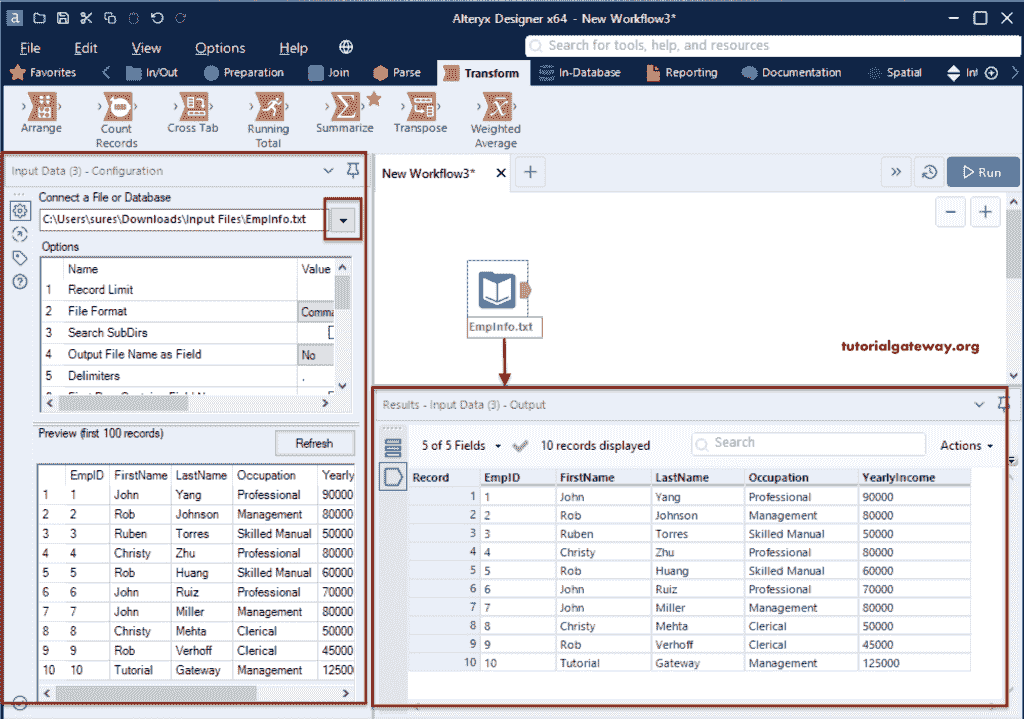 a
Alteryx Designer x64 - New Workflow3*
File Edit View Options Help
Search for tools, help, and resources
Favorites In/Out Preparation Join Parse Transform In-Database Reporting Documentation Spatial
Arrange
Count Records
Cross Tab
Running Total
Summarize
Transpose
Weighted Average
Input Data (3) - Configuration
Connect a File or Database
C:\Users\sures\Downloads\Input Files\EmpInfo.txt
Options
Name Value
1 Record Limit
2 File Format Comma
3 Search SubDirs
4 Output File Name as Field No
5 Delimiters ,
Preview (first 100 records)
Refresh
EmpID FirstName LastName Occupation Yearly
1 1 John Yang Professional 90000
2 2 Rob Johnson Management 80000
3 3 Ruben Torres Skilled Manual 50000
4 4 Christy Zhu Professional 80000
5 5 Rob Huang Skilled Manual 60000
6 6 John Ruiz Professional 70000
7 7 John Miller Management 80000
8 8 Christy Mehta Clerical 50000
9 9 Rob Verhoff Clerical 45000
10 10 Tutorial Gateway Management 125000
New Workflow3*
Run
EmpInfo.txt
tutorialgateway.org
Results - Input Data (3) - Output
5 of 5 Fields 10 records displayed Search Actions
Record EmpID FirstName LastName Occupation YearlyIncome
1 1 John Yang Professional 90000
2 2 Rob Johnson Management 80000
3 3 Ruben Torres Skilled Manual 50000
4 4 Christy Zhu Professional 80000
5 5 Rob Huang Skilled Manual 60000
6 6 John Ruiz Professional 70000
7 7 John Miller Management 80000
8 8 Christy Mehta Clerical 50000
9 9 Rob Verhoff Clerical 45000
10 10 Tutorial Gateway Management 125000